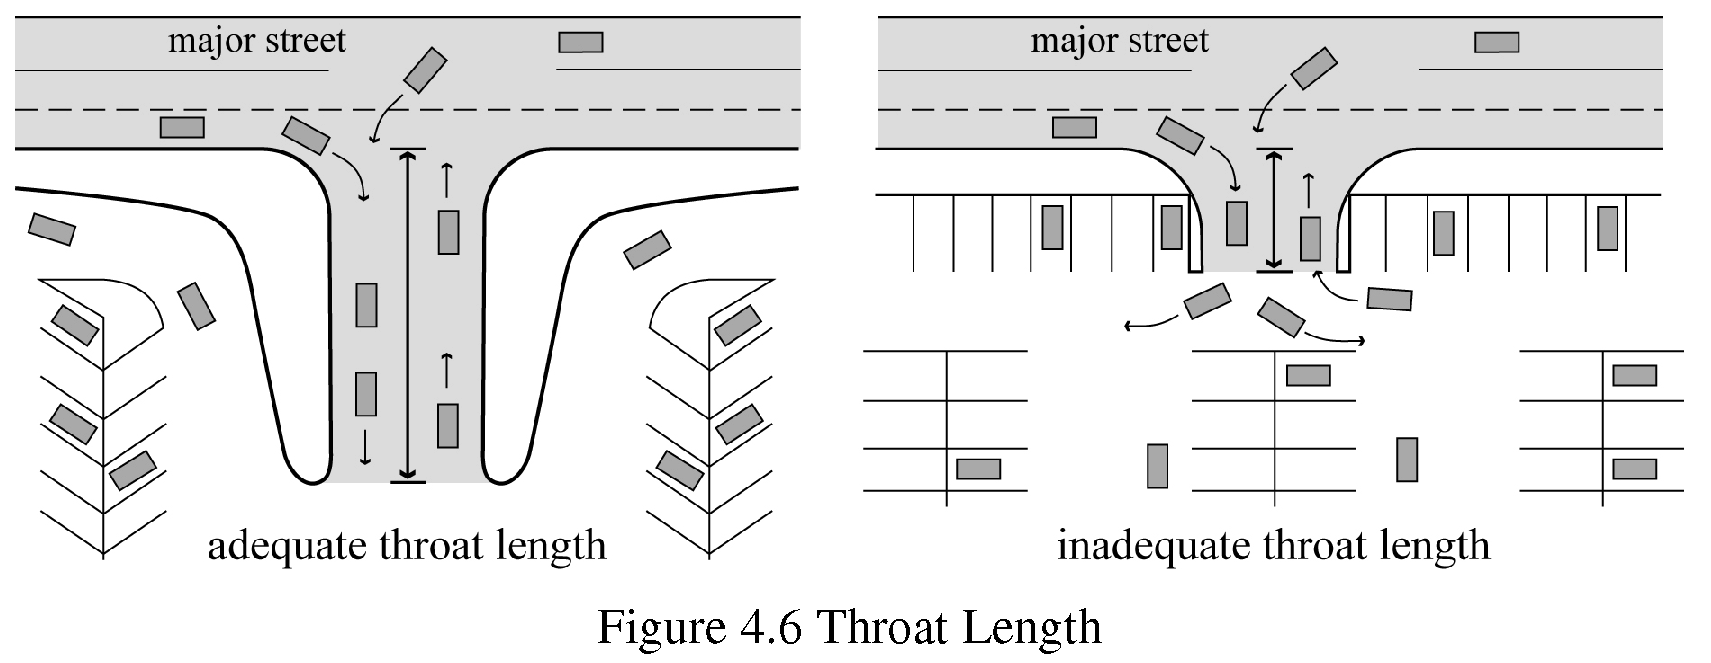 major street
major street
adequate throat length
inadequate throat length
Figure 4.6 Throat Length